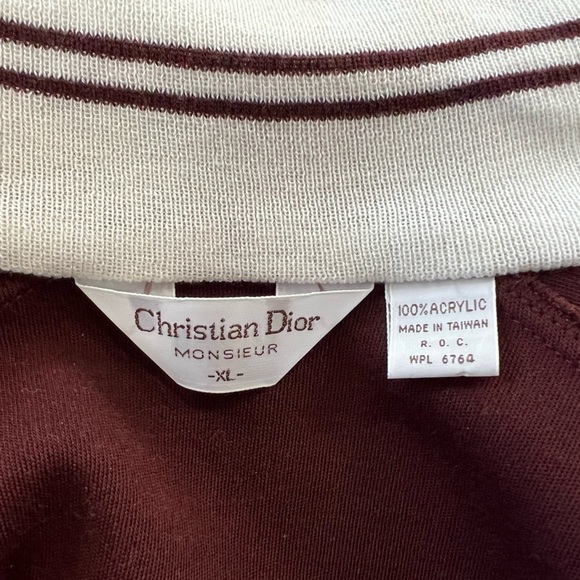 Christian Dior
MONSIEUR
-XL-
100% ACRYLIC
MADE IN TAIWAN
R. O. C.
WPL 6764